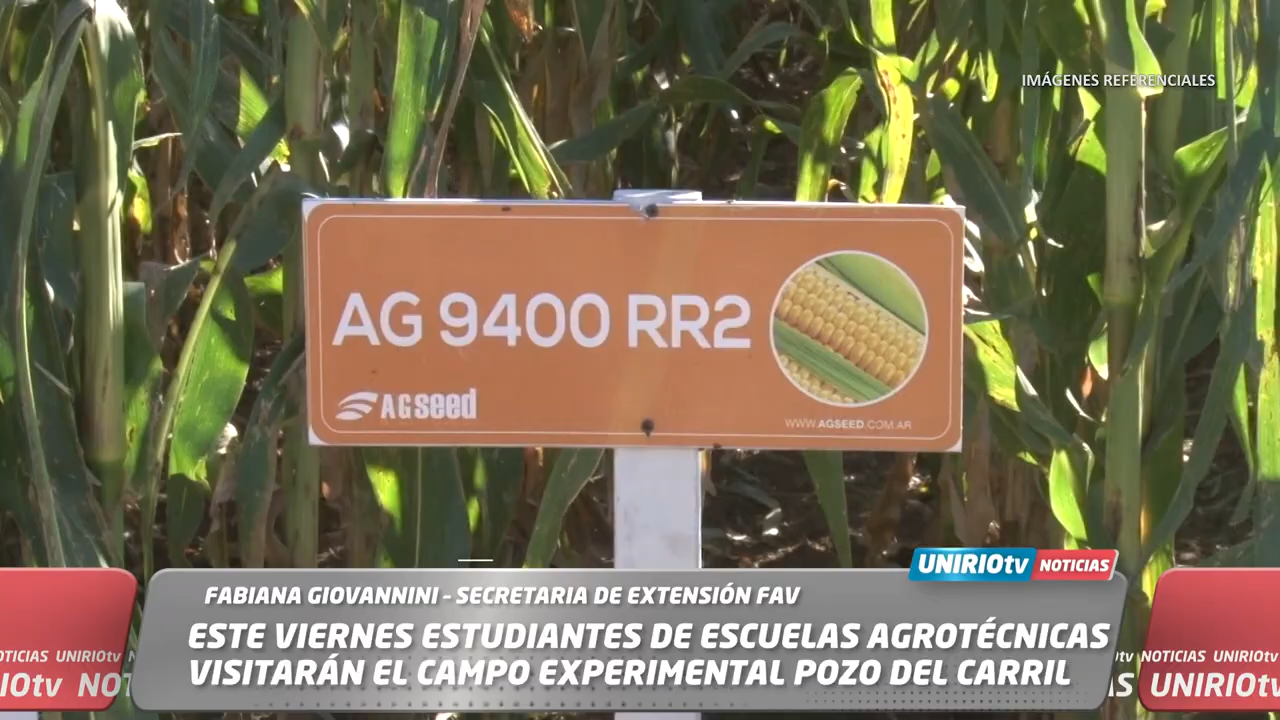 IMÁGENES REFERENCIALES
AG 9400 RR2
AGseed
WWW.AGSEED.COM.AR
UNIRIOtv NOTICIAS
FABIANA GIOVANNINI - SECRETARIA DE EXTENSIÓN FAV
ESTE VIERNES ESTUDIANTES DE ESCUELAS AGROTÉCNICAS
VISITARÁN EL CAMPO EXPERIMENTAL POZO DEL CARRIL
NOTICIAS UNIRIOtv
UNIRIOtv